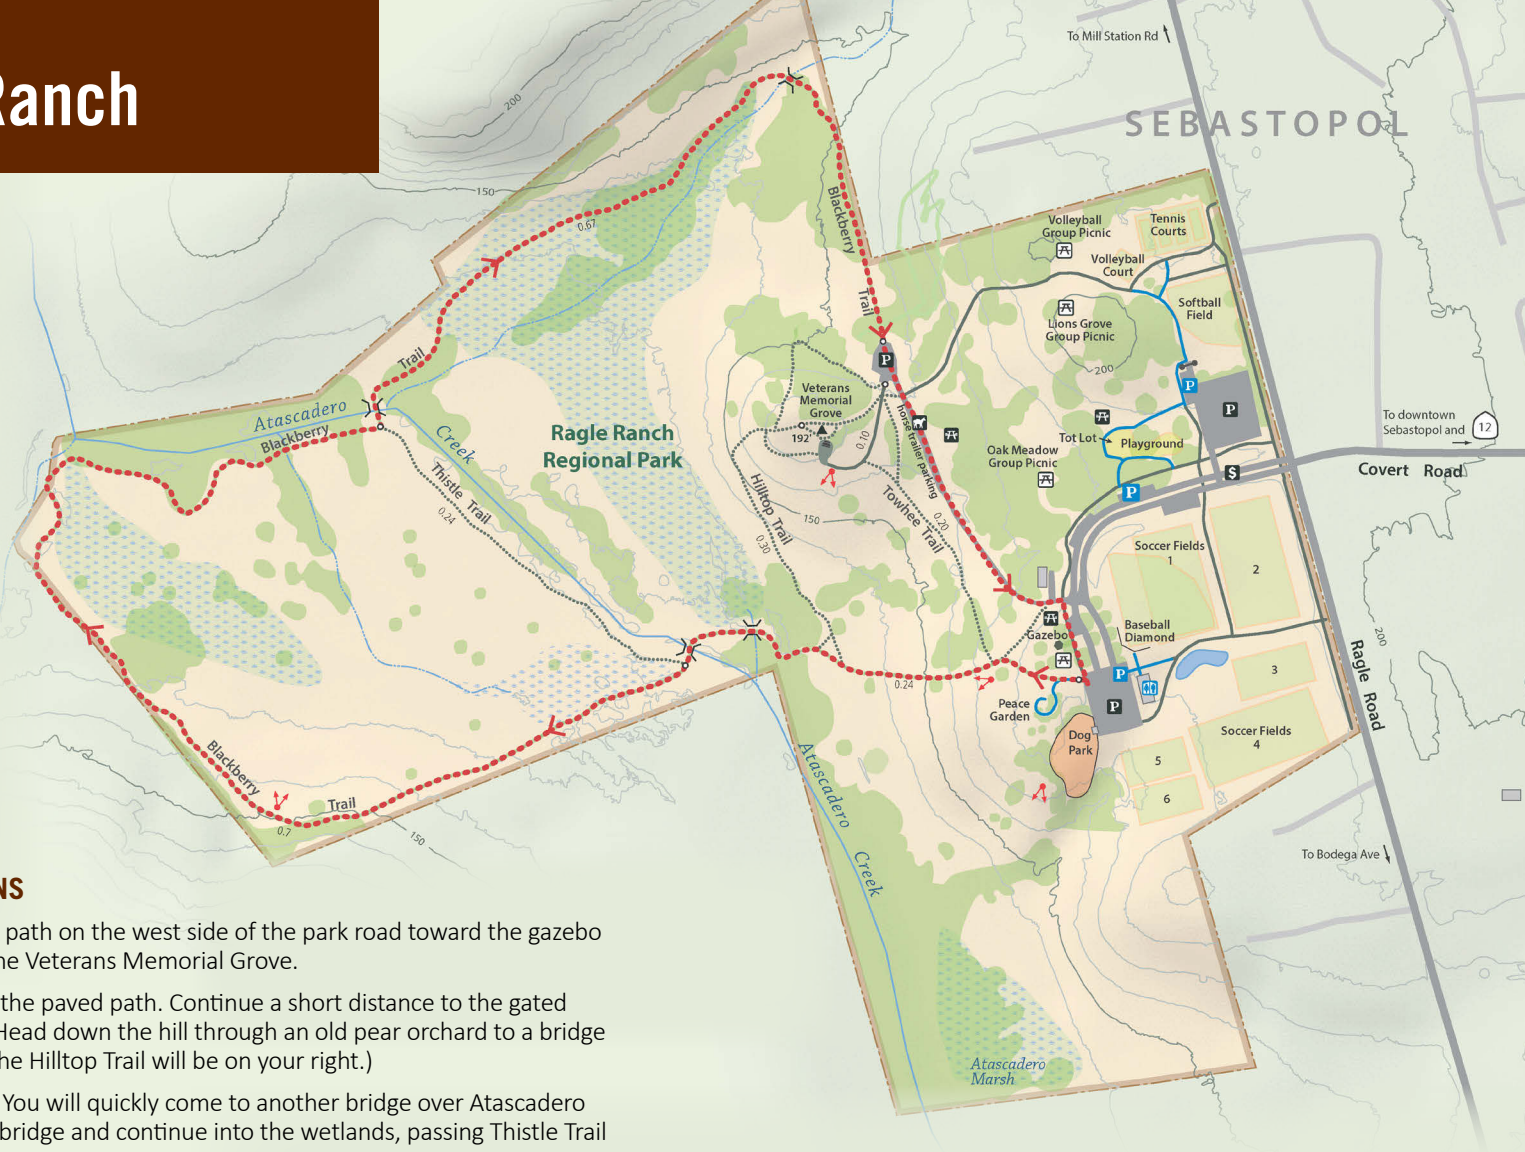 Ranch
To Mill Station Rd
SEBASTOPOL
200
150
0.67
Blackberry
Trail
Volleyball
Group Picnic
Tennis
Courts
Volleyball
Court
Softball
Field
Lions Grove
Group Picnic
200
P
P
P
Trail
Atascadero
Blackberry
Creek
Ragle Ranch
Regional Park
Veterans
Memorial
Grove
192'
0.10
horse trailer parking
Tot Lot
Playground
Oak Meadow
Group Picnic
To downtown
Sebastopol and
12
Covert Road
$
P
Thistle Trail
0.24
Hilltop Trail
0.30
150
Towhee Trail
0.20
Soccer Fields
1
2
Gazebo
Baseball
Diamond
200
Ragle Road
P
P
3
0.24
Peace
Garden
Dog
Park
Soccer Fields
4
5
6
Blackberry
Trail
0.7
150
Atascadero
Creek
To Bodega Ave
Atascadero
Marsh
NS
path on the west side of the park road toward the gazebo
he Veterans Memorial Grove.
the paved path. Continue a short distance to the gated
Head down the hill through an old pear orchard to a bridge
he Hilltop Trail will be on your right.)
You will quickly come to another bridge over Atascadero
bridge and continue into the wetlands, passing Thistle Trail